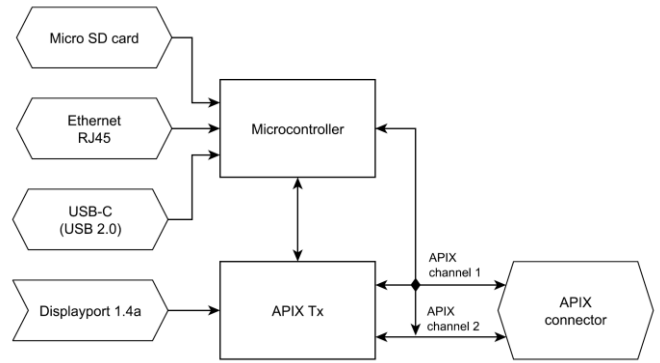 Micro SD card
Ethernet
RJ45
Microcontroller
USB-C
(USB 2.0)
APIX
channel 1
Displayport 1.4a
APIX Tx
APIX
channel 2
APIX
connector